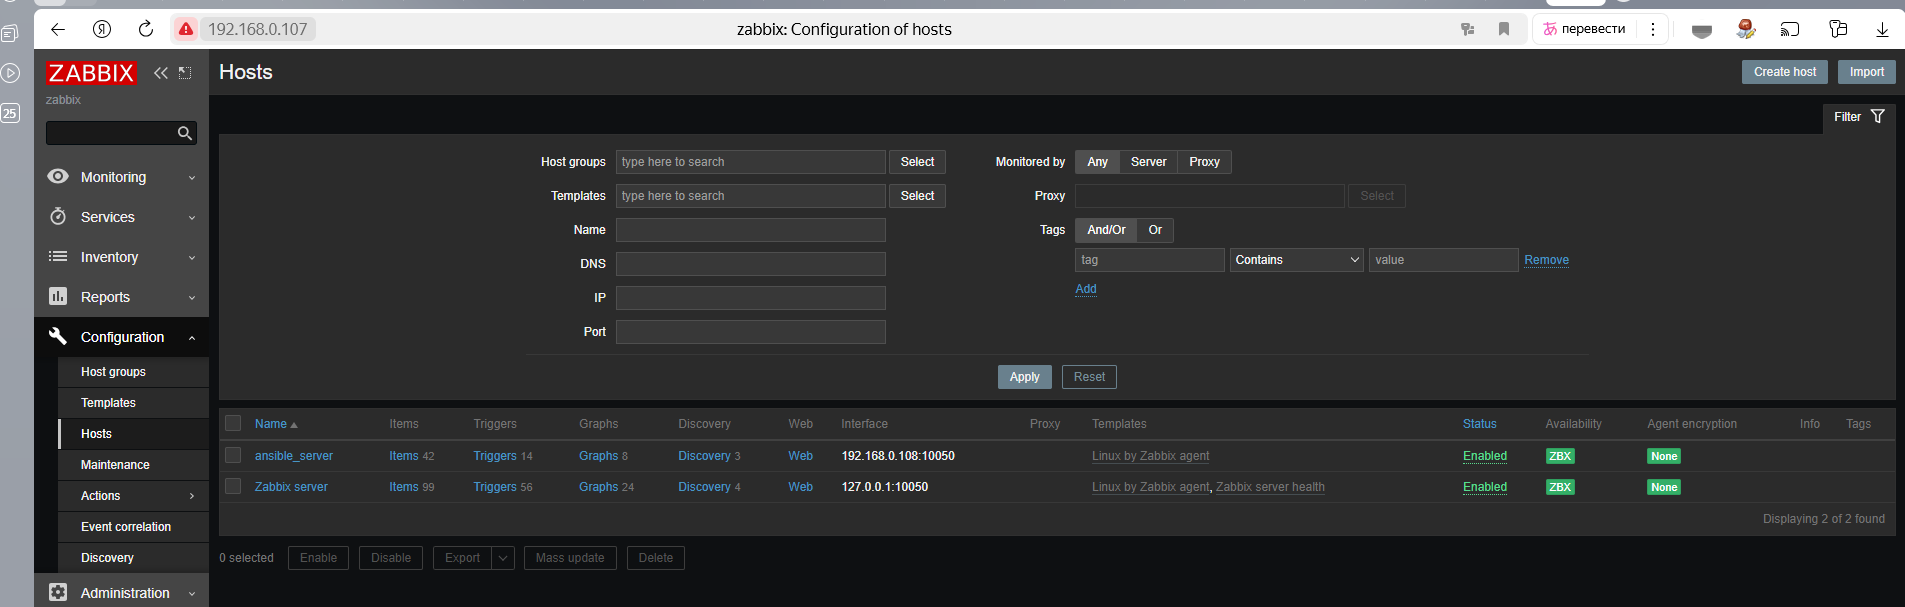 192.168.0.107
zabbix: Configuration of hosts
перевести
25
ZABBIX
zabbix
Hosts
Create host
Import
Filter
Monitoring
Services
Inventory
Reports
Configuration
Host groups
Templates
Hosts
Maintenance
Actions
Event correlation
Discovery
Administration
Host groups type here to search Select
Templates type here to search Select
Name
DNS
IP
Port
Monitored by Any Server Proxy
Proxy Select
Tags And/Or Or
tag Contains value Remove
Add
Apply Reset
Name Items Triggers Graphs Discovery Web Interface Proxy Templates Status Availability Agent encryption Info Tags
ansible_server Items 42 Triggers 14 Graphs 8 Discovery 3 Web 192.168.0.108:10050 Linux by Zabbix agent Enabled ZBX None
Zabbix server Items 99 Triggers 56 Graphs 24 Discovery 4 Web 127.0.0.1:10050 Linux by Zabbix agent, Zabbix server health Enabled ZBX None
Displaying 2 of 2 found
0 selected Enable Disable Export Mass update Delete